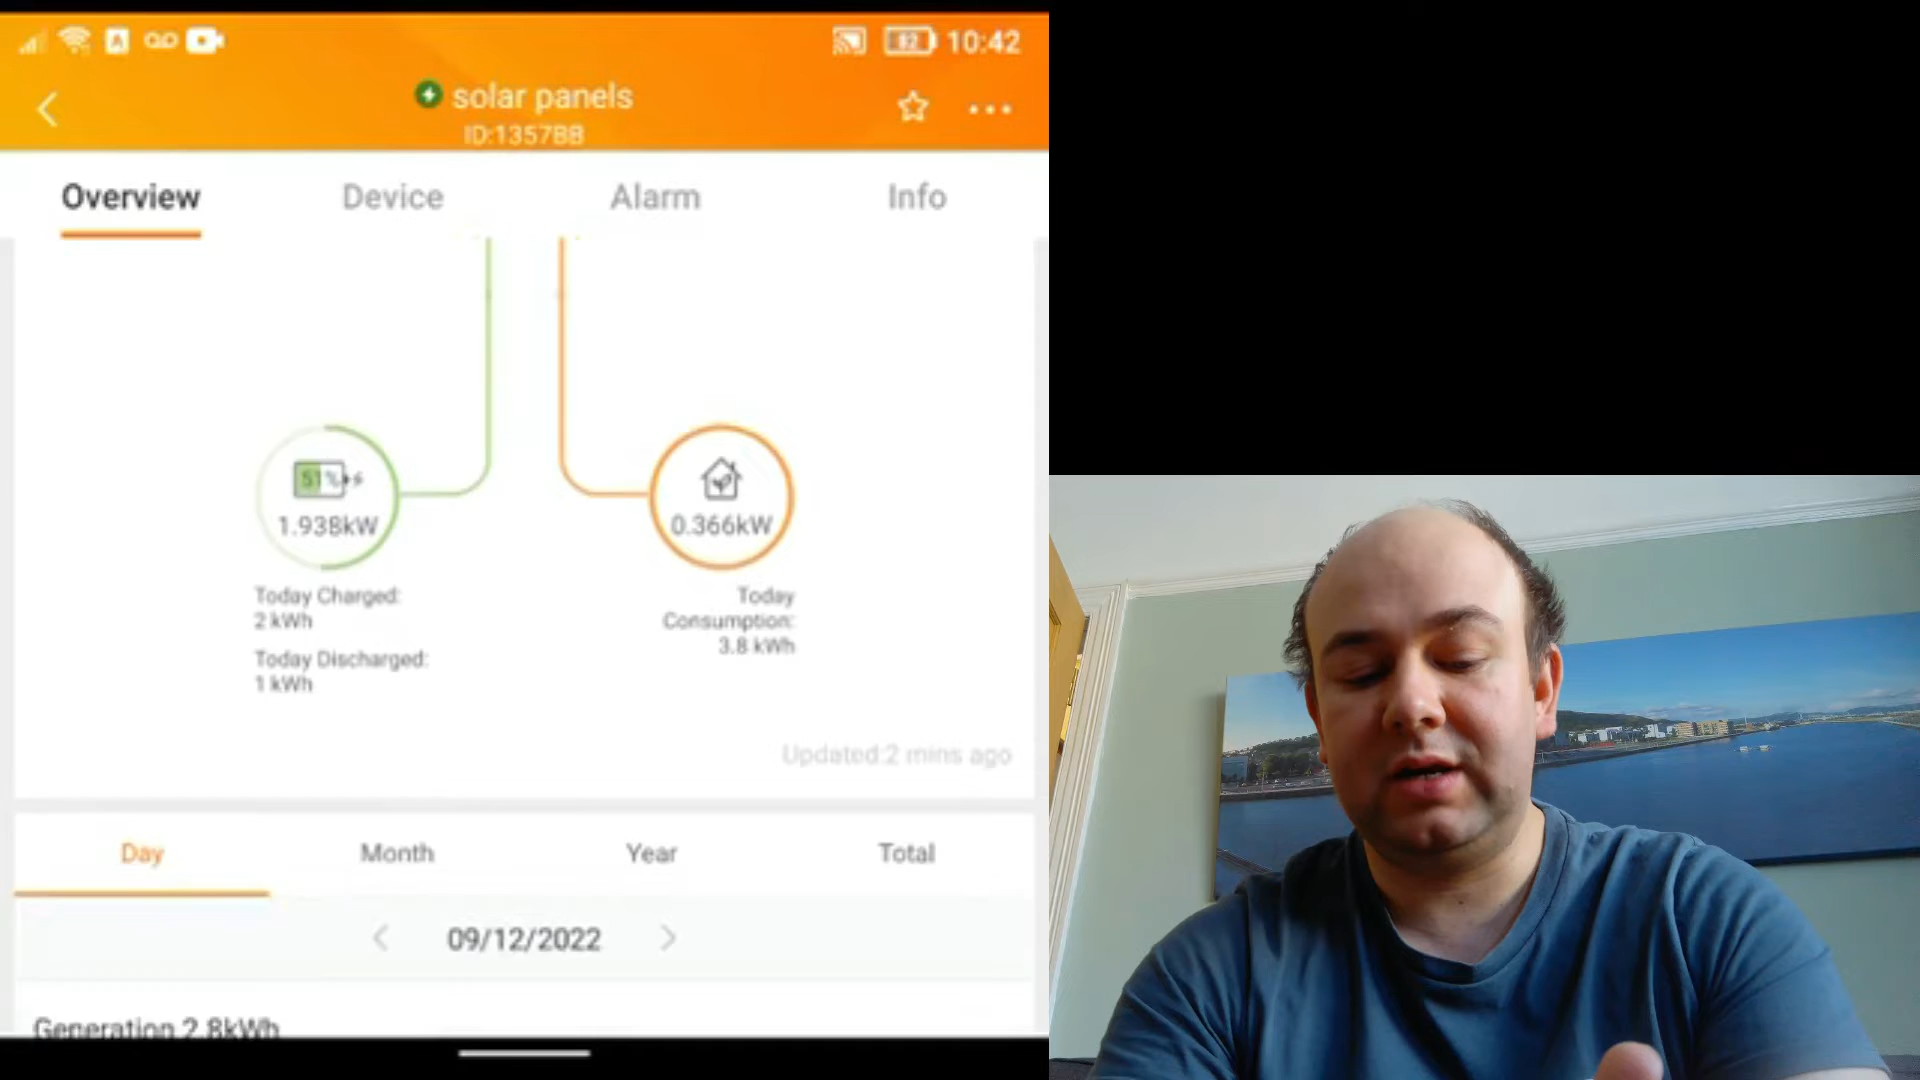 A
82
10:42
solar panels
ID:1357BB
Overview
Device
Alarm
Info
51%
1.938kW
0.366kW
Today Charged:
2 kWh
Today Discharged:
1 kWh
Today
Consumption:
3.8 kWh
Updated:2 mins ago
Day
Month
Year
Total
09/12/2022
Generation 2.8kWh